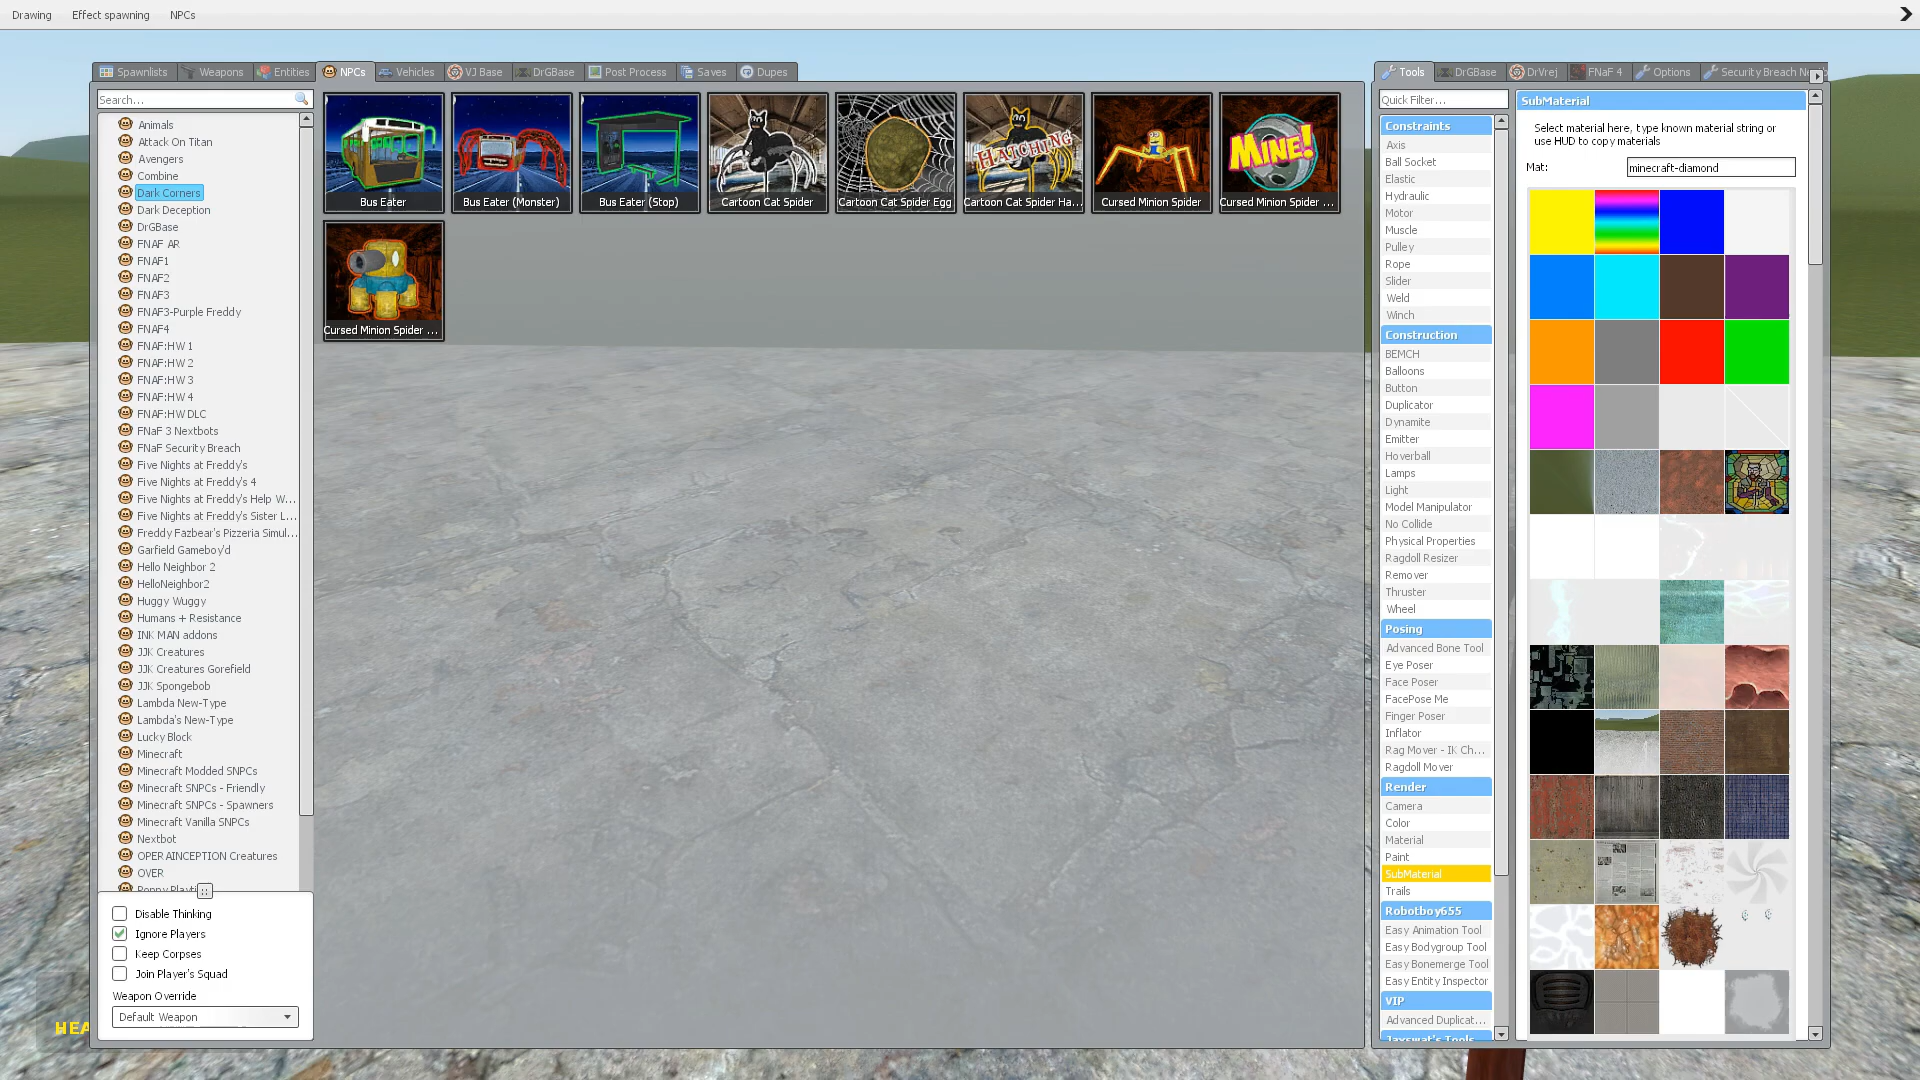 Drawing Effect spawning NPCs
Spawnlists Weapons Entities NPCs Vehicles VJ Base DrGBase Post Process Saves Dupes
Search...
Animals
Attack On Titan
Avengers
Combine
Dark Corners
Dark Deception
DrGBase
FNAF AR
FNAF1
FNAF2
FNAF3
FNAF3-Purple Freddy
FNAF4
FNAF:HW 1
FNAF:HW 2
FNAF:HW 3
FNAF:HW 4
FNAF:HW DLC
FNaF 3 Nextbots
FNaF Security Breach
Five Nights at Freddy's
Five Nights at Freddy's 4
Five Nights at Freddy's Help W...
Five Nights at Freddy's Sister L...
Freddy Fazbear's Pizzeria Simul...
Garfield Gameboy'd
Hello Neighbor 2
HelloNeighbor2
Huggy Wuggy
Humans + Resistance
INK MAN addons
JJK Creatures
JJK Creatures Gorefield
JJK Spongebob
Lambda New-Type
Lambda's New-Type
Lucky Block
Minecraft
Minecraft Modded SNPCs
Minecraft SNPCs - Friendly
Minecraft SNPCs - Spawners
Minecraft Vanilla SNPCs
Nextbot
OPERAINCEPTION Creatures
OVER
Disable Thinking
Ignore Players
Keep Corpses
Join Player's Squad
Weapon Override
Default Weapon
HEA
Bus Eater
Bus Eater (Monster)
Bus Eater (Stop)
Cartoon Cat Spider
Cartoon Cat Spider Egg
HATCHING
Cartoon Cat Spider Ha...
Cursed Minion Spider
MINE!
Cursed Minion Spider ...
Cursed Minion Spider ...
Tools DrGBase DrVrej FNaF 4 Options Security Breach
Quick Filter...
Constraints
Axis
Ball Socket
Elastic
Hydraulic
Motor
Muscle
Pulley
Rope
Slider
Weld
Winch
Construction
BEMCH
Balloons
Button
Duplicator
Dynamite
Emitter
Hoverball
Lamps
Light
Model Manipulator
No Collide
Physical Properties
Ragdoll Resizer
Remover
Thruster
Wheel
Posing
Advanced Bone Tool
Eye Poser
Face Poser
FacePose Me
Finger Poser
Inflator
Rag Mover - IK Ch...
Ragdoll Mover
Render
Camera
Color
Material
Paint
SubMaterial
Trails
Robotboy655
Easy Animation Tool
Easy Bodygroup Tool
Easy Bonemerge Tool
Easy Entity Inspector
VIP
Advanced Duplicat...
Jaxswat's Tools
SubMaterial
Select material here, type known material string or
use HUD to copy materials
Mat: minecraft-diamond